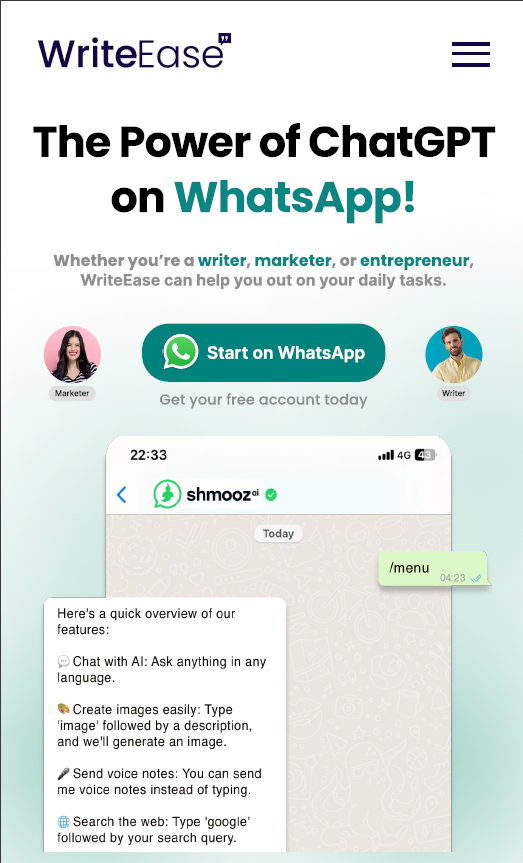 WriteEase
The Power of ChatGPT
on WhatsApp!
Whether you're a writer, marketer, or entrepreneur,
WriteEase can help you out on your daily tasks.
Start on WhatsApp
Marketer
Writer
Get your free account today
22:33
4G 43
shmooz ai
Today
/menu
04:23
Here's a quick overview of our
features:
💬 Chat with AI: Ask anything in any
language.
🎨 Create images easily: Type
'image' followed by a description,
and we'll generate an image.
🎤 Send voice notes: You can send
me voice notes instead of typing.
🌐 Search the web: Type 'google'
followed by your search query.